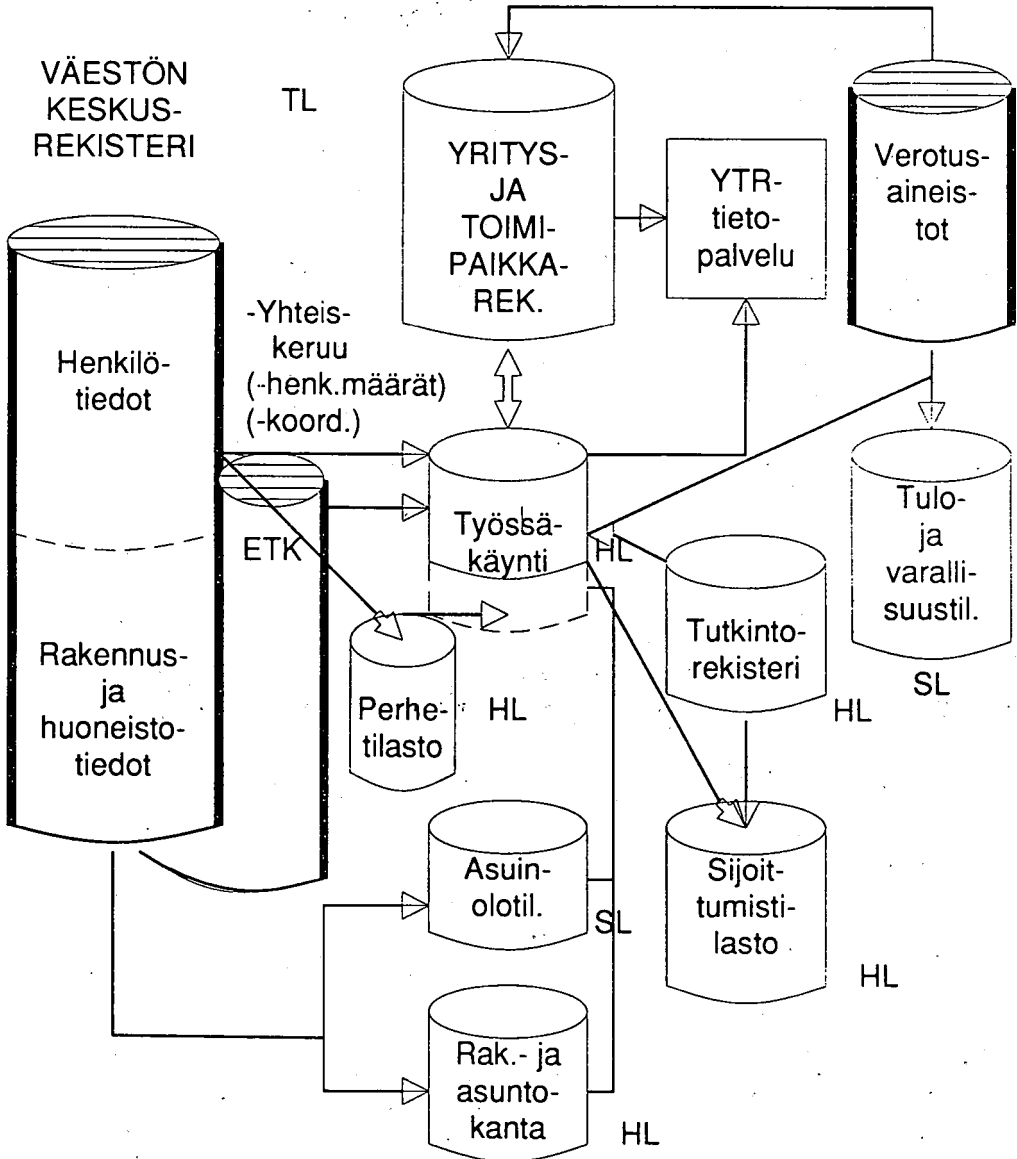 VÄESTÖN
KESKUS-
REKISTERI
TL
YRITYS-
JA
TOIMI-
PAIKKA-
REK.
YTR-
tieto-
palvelu
Verotus-
aineis-
tot
Henkilö-
tiedot
-Yhteis-
keruu
(-henk.määrät)
(-koord.)
ETK
Työssä-
käynti
HL
Tulo-
ja
varalli-
suustil.
SL
Rakennus-
ja
huoneisto-
tiedot
Perhe-
tilasto
HL
Tutkinto-
rekisteri
HL
Asuin-
olotil.
SL
Sijoit-
tumisti-
lasto
HL
Rak.- ja
asunto-
kanta
HL